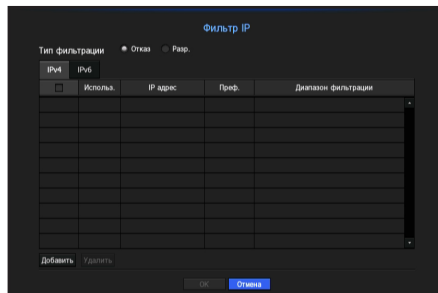 Фильтр IP
Тип фильтрации Отказ Разр.
IPv4 IPv6
Использ. IP адрес Преф. Диапазон фильтрации
Добавить Удалить
OK Отмена